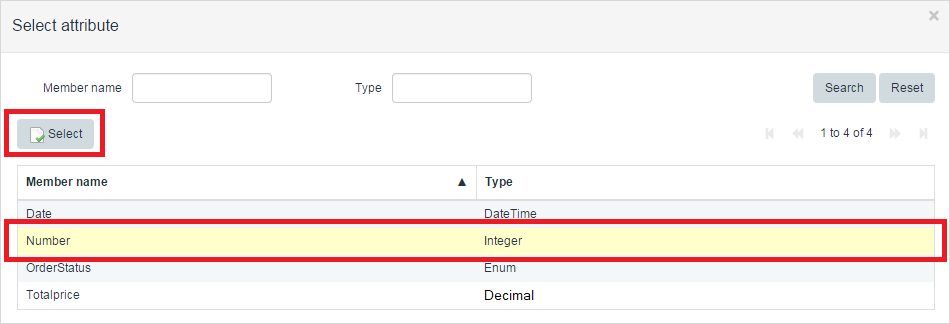 Select attribute ×
Member name Type Search Reset
Select 1 to 4 of 4
Member name ▲ Type
Date DateTime
Number Integer
OrderStatus Enum
Totalprice Decimal